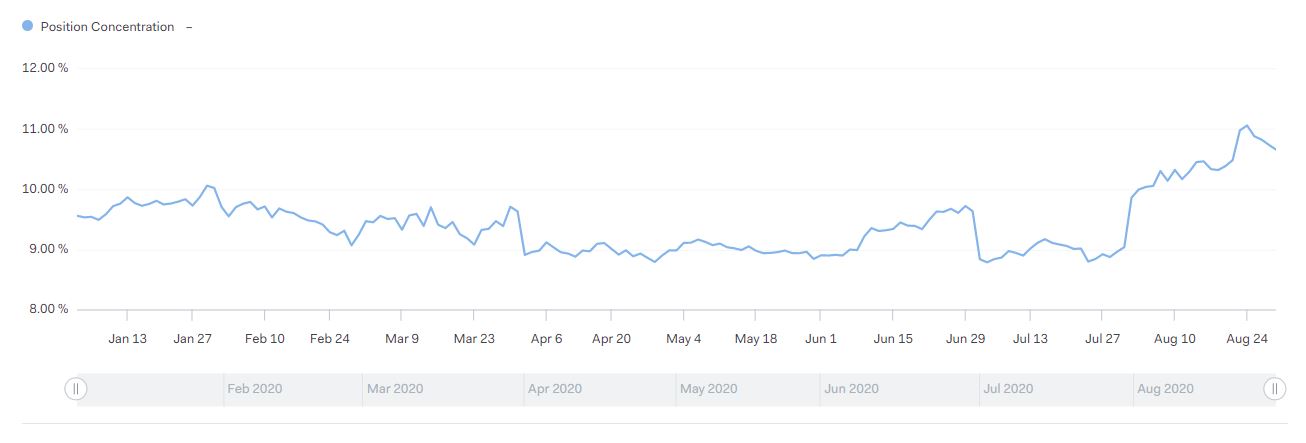 Position Concentration –
12.00 %
11.00 %
10.00 %
9.00 %
8.00 %
Jan 13 Jan 27 Feb 10 Feb 24 Mar 9 Mar 23 Apr 6 Apr 20 May 4 May 18 Jun 1 Jun 15 Jun 29 Jul 13 Jul 27 Aug 10 Aug 24
Feb 2020 Mar 2020 Apr 2020 May 2020 Jun 2020 Jul 2020 Aug 2020